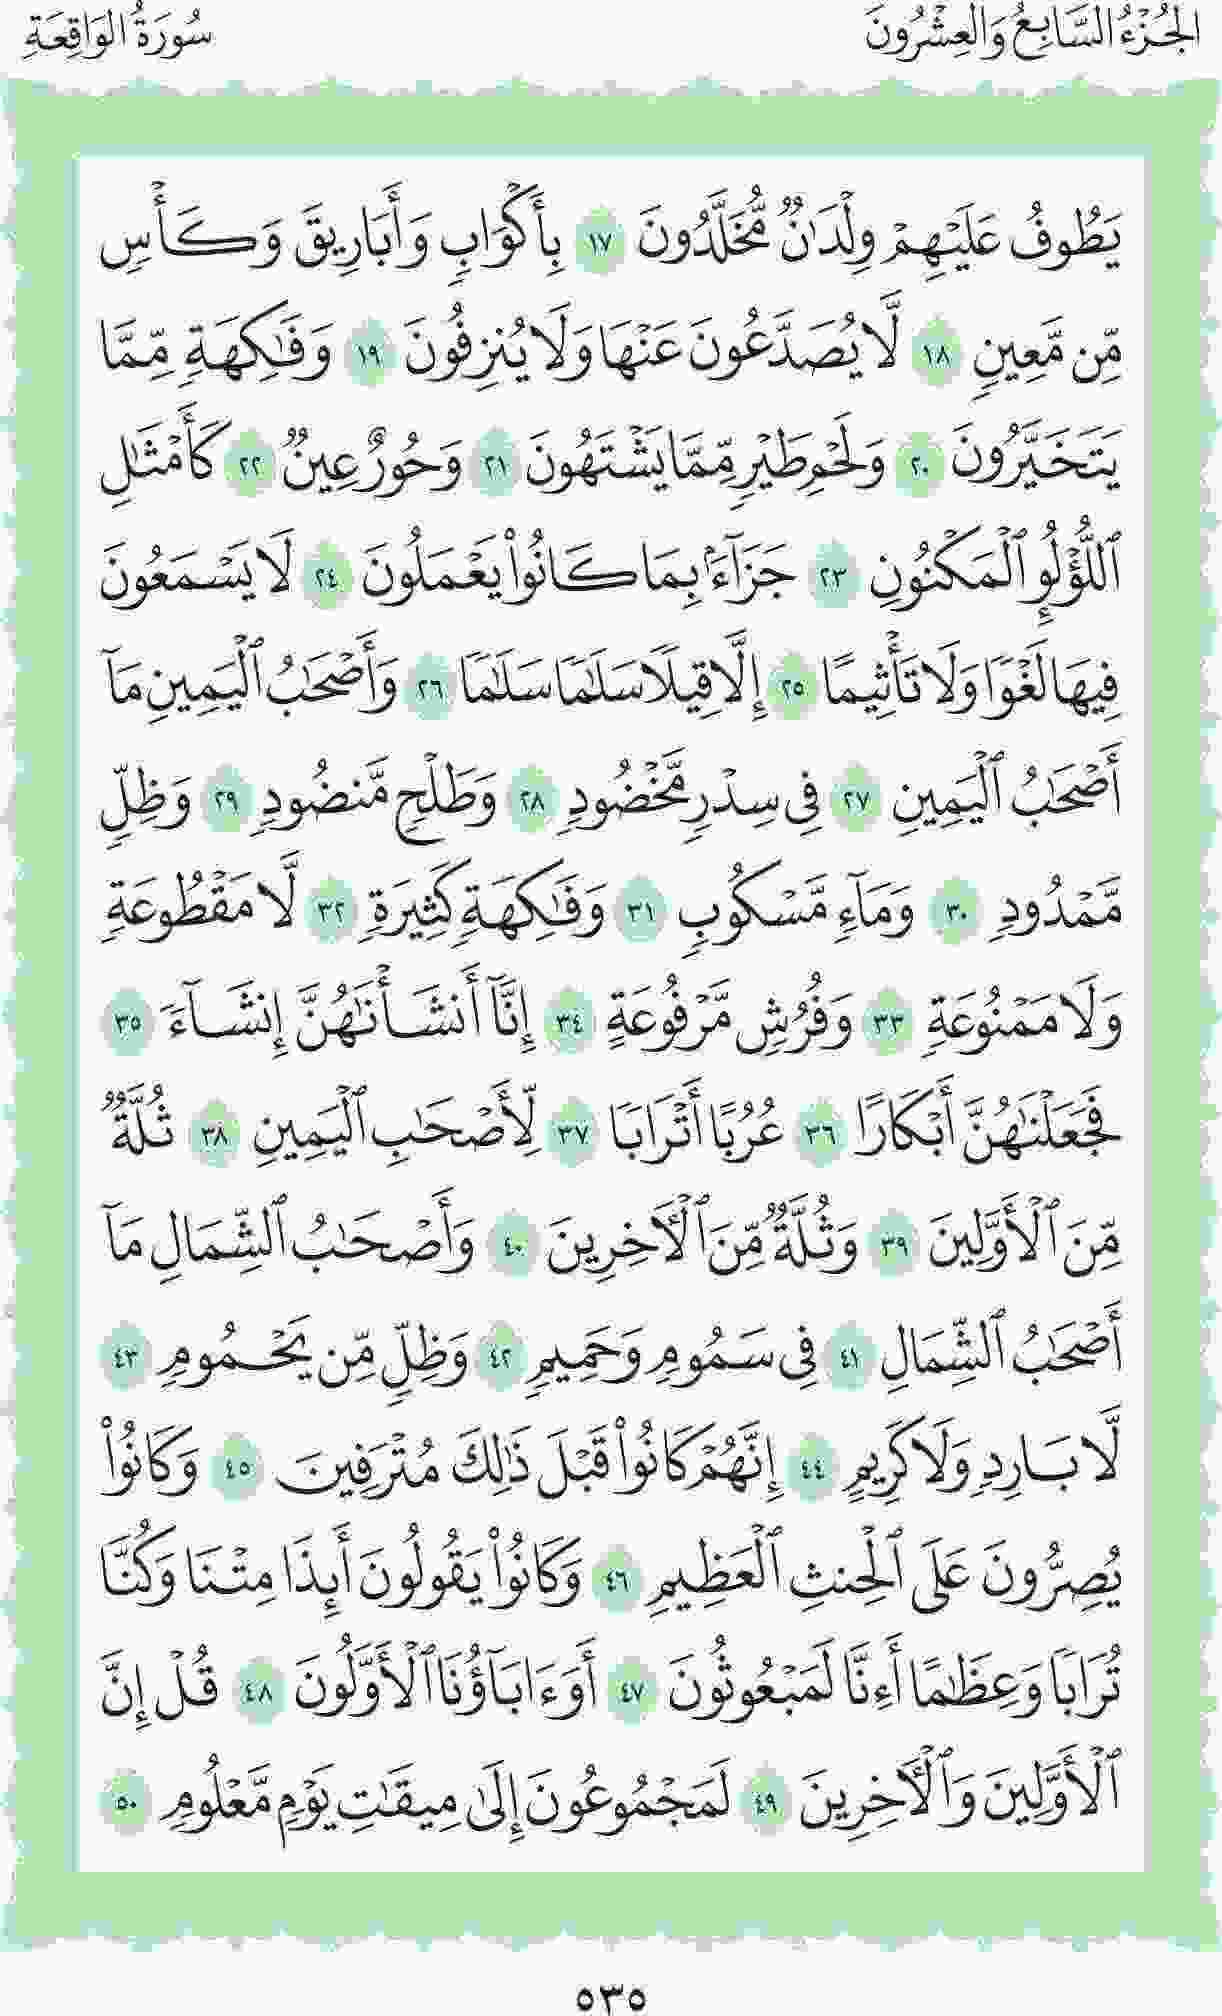 الجُزْءُ السَّابِعُ وَالعِشْرُونَ
سُورَةُ الوَاقِعَةِ
يَطُوفُ عَلَيۡهِمۡ وِلۡدَٰنٞ مُّخَلَّدُونَ ١٧ بِأَكۡوَابٖ وَأَبَارِيقَ وَكَأۡسٖ
مِّن مَّعِينٖ ١٨ لَّا يُصَدَّعُونَ عَنۡهَا وَلَا يُنزِفُونَ ١٩ وَفَٰكِهَةٖ مِّمَّا
يَتَخَيَّرُونَ ٢٠ وَلَحۡمِ طَيۡرٖ مِّمَّا يَشۡتَهُونَ ٢١ وَحُورٌ عِينٞ ٢٢ كَأَمۡثَٰلِ
ٱللُّؤۡلُوِٕ ٱلۡمَكۡنُونِ ٢٣ جَزَآءَۢ بِمَا كَانُواْ يَعۡمَلُونَ ٢٤ لَا يَسۡمَعُونَ
فِيهَا لَغۡوٗا وَلَا تَأۡثِيمًا ٢٥ إِلَّا قِيلٗا سَلَٰمٗا سَلَٰمٗا ٢٦ وَأَصۡحَٰبُ ٱلۡيَمِينِ مَآ
أَصۡحَٰبُ ٱلۡيَمِينِ ٢٧ فِي سِدۡرٖ مَّخۡضُودٖ ٢٨ وَطَلۡحٖ مَّنضُودٖ ٢٩ وَظِلّٖ
مَّمۡدُودٖ ٣٠ وَمَآءٖ مَّسۡكُوبٖ ٣١ وَفَٰكِهَةٖ كَثِيرَةٖ ٣٢ لَّا مَقۡطُوعَةٖ
وَلَا مَمۡنُوعَةٖ ٣٣ وَفُرُشٖ مَّرۡفُوعَةٍ ٣٤ إِنَّآ أَنشَأۡنَٰهُنَّ إِنشَآءٗ ٣٥
فَجَعَلۡنَٰهُنَّ أَبۡكَارًا ٣٦ عُرُبًا أَتۡرَابٗا ٣٧ لِّأَصۡحَٰبِ ٱلۡيَمِينِ ٣٨ ثُلَّةٞ
مِّنَ ٱلۡأَوَّلِينَ ٣٩ وَثُلَّةٞ مِّنَ ٱلۡأٓخِرِينَ ٤٠ وَأَصۡحَٰبُ ٱلشِّمَالِ مَآ
أَصۡحَٰبُ ٱلشِّمَالِ ٤١ فِي سَمُومٖ وَحَمِيمٖ ٤٢ وَظِلّٖ مِّن يَحۡمُومٖ ٤٣
لَّا بَارِدٖ وَلَا كَرِيمٍ ٤٤ إِنَّهُمۡ كَانُواْ قَبۡلَ ذَٰلِكَ مُتۡرَفِينَ ٤٥ وَكَانُواْ
يُصِرُّونَ عَلَى ٱلۡحِنثِ ٱلۡعَظِيمِ ٤٦ وَكَانُواْ يَقُولُونَ أَئِذَا مِتۡنَا وَكُنَّا
تُرَابٗا وَعِظَٰمًا أَءِنَّا لَمَبۡعُوثُونَ ٤٧ أَوَءَابَآؤُنَا ٱلۡأَوَّلُونَ ٤٨ قُلۡ إِنَّ
ٱلۡأَوَّلِينَ وَٱلۡأٓخِرِينَ ٤٩ لَمَجۡمُوعُونَ إِلَىٰ مِيقَٰتِ يَوۡمٖ مَّعۡلُومٖ ٥٠
٥٣٥